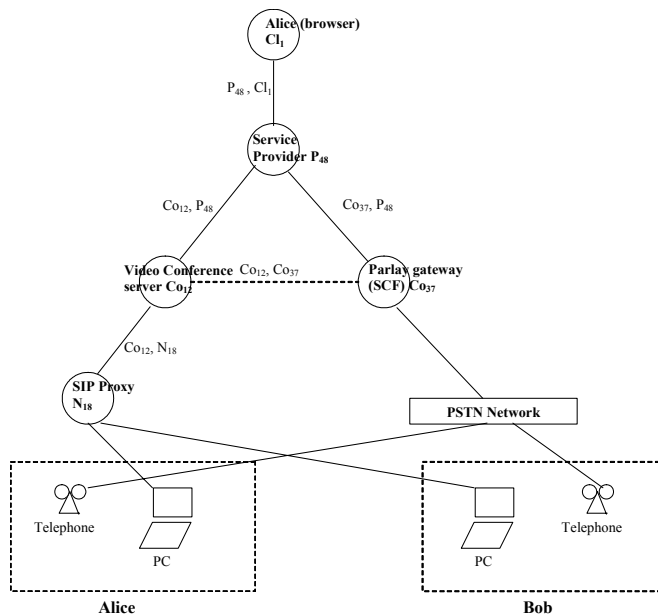 Alice (browser)
Cl₁
P₄₈ , Cl₁
Service
Provider P₄₈
Co₁₂, P₄₈
Co₃₇, P₄₈
Video Conference
server Co₁₂
Co₁₂, Co₃₇
Parlay gateway
(SCF) Co₃₇
Co₁₂, N₁₈
SIP Proxy
N₁₈
PSTN Network
Telephone
PC
PC
Telephone
Alice
Bob